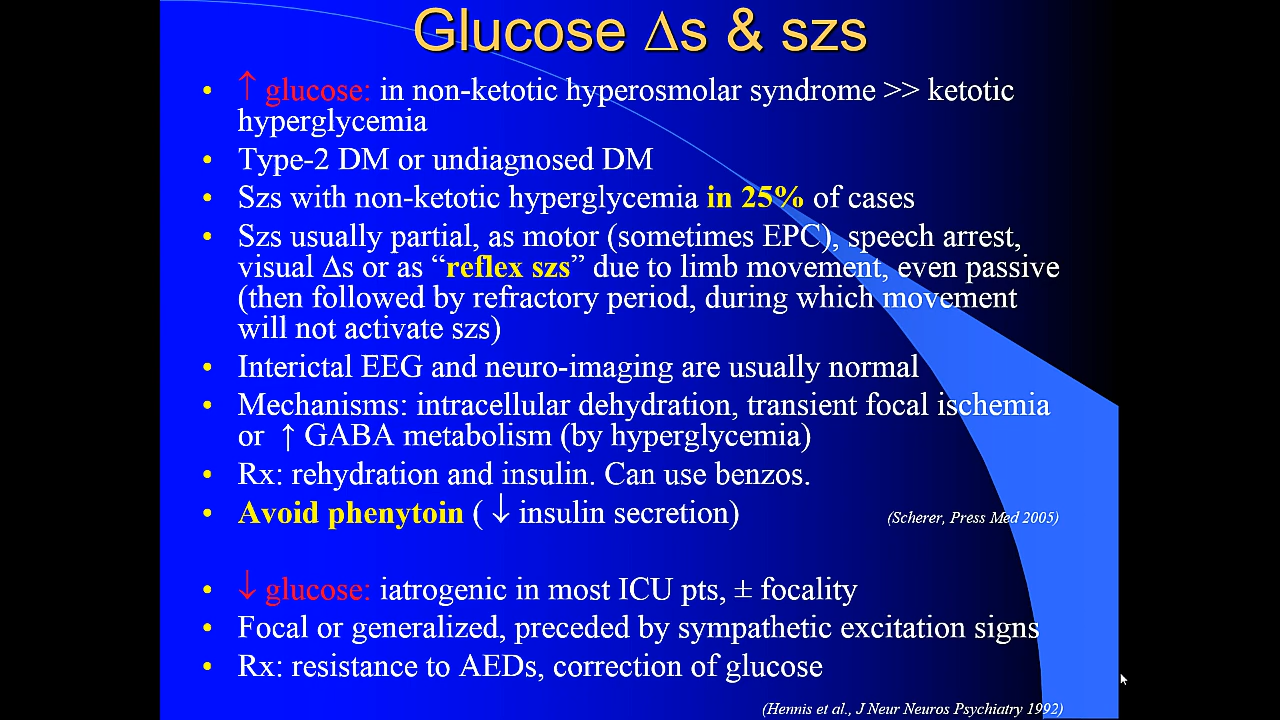 Glucose Δs & szs
• ↑ glucose: in non-ketotic hyperosmolar syndrome >> ketotic
hyperglycemia
• Type-2 DM or undiagnosed DM
• Szs with non-ketotic hyperglycemia in 25% of cases
• Szs usually partial, as motor (sometimes EPC), speech arrest,
visual Δs or as “reflex szs” due to limb movement, even passive
(then followed by refractory period, during which movement
will not activate szs)
• Interictal EEG and neuro-imaging are usually normal
• Mechanisms: intracellular dehydration, transient focal ischemia
or ↑ GABA metabolism (by hyperglycemia)
• Rx: rehydration and insulin. Can use benzos.
• Avoid phenytoin ( ↓ insulin secretion) (Scherer, Press Med 2005)
• ↓ glucose: iatrogenic in most ICU pts, ± focality
• Focal or generalized, preceded by sympathetic excitation signs
• Rx: resistance to AEDs, correction of glucose
(Hennis et al., J Neur Neuros Psychiatry 1992)